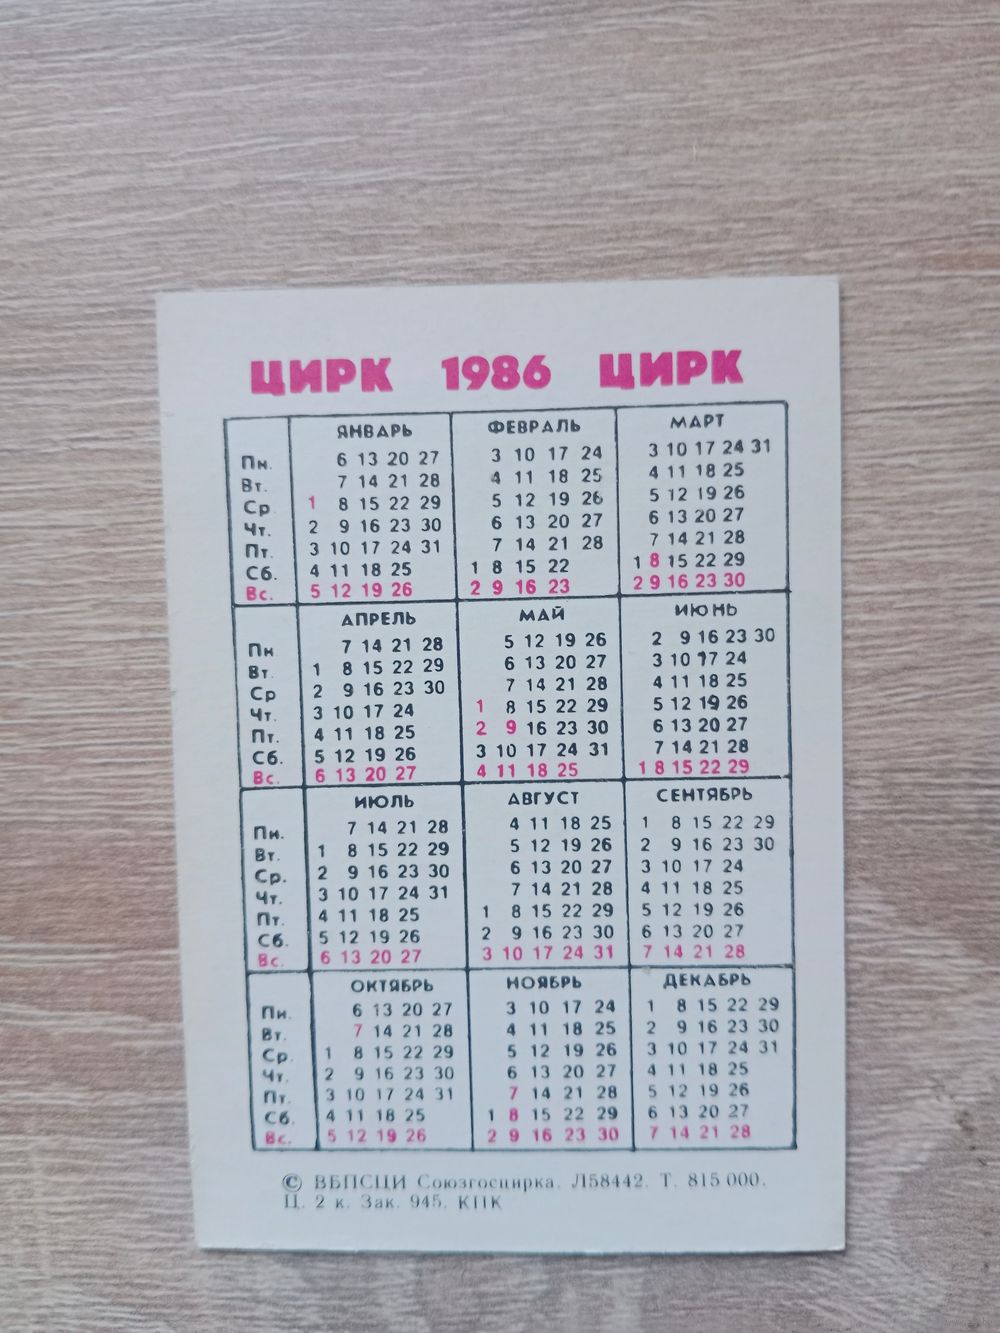 ЦИРК 1986 ЦИРК
ЯНВАРЬ ФЕВРАЛЬ МАРТ
Пн. 6 13 20 27 3 10 17 24 3 10 17 24 31
Вт. 7 14 21 28 4 11 18 25 4 11 18 25
Ср 1 8 15 22 29 5 12 19 26 5 12 19 26
Чт. 2 9 16 23 30 6 13 20 27 6 13 20 27
Пт. 3 10 17 24 31 7 14 21 28 7 14 21 28
Сб. 4 11 18 25 1 8 15 22 1 8 15 22 29
Вс. 5 12 19 26 2 9 16 23 2 9 16 23 30
АПРЕЛЬ МАЙ ИЮНЬ
Пн 7 14 21 28 5 12 19 26 2 9 16 23 30
Вт. 1 8 15 22 29 6 13 20 27 3 10 17 24
Ср 2 9 16 23 30 7 14 21 28 4 11 18 25
Чт. 3 10 17 24 1 8 15 22 29 5 12 19 26
Пт. 4 11 18 25 2 9 16 23 30 6 13 20 27
Сб. 5 12 19 26 3 10 17 24 31 7 14 21 28
Вс. 6 13 20 27 4 11 18 25 1 8 15 22 29
ИЮЛЬ АВГУСТ СЕНТЯБРЬ
Пн. 7 14 21 28 4 11 18 25 1 8 15 22 29
Вт. 1 8 15 22 29 5 12 19 26 2 9 16 23 30
Ср. 2 9 16 23 30 6 13 20 27 3 10 17 24
Чт. 3 10 17 24 31 7 14 21 28 4 11 18 25
Пт. 4 11 18 25 1 8 15 22 29 5 12 19 26
Сб. 5 12 19 26 2 9 16 23 30 6 13 20 27
Вс. 6 13 20 27 3 10 17 24 31 7 14 21 28
ОКТЯБРЬ НОЯБРЬ ДЕКАБРЬ
Пн. 6 13 20 27 3 10 17 24 1 8 15 22 29
Вт. 7 14 21 28 4 11 18 25 2 9 16 23 30
Ср. 1 8 15 22 29 5 12 19 26 3 10 17 24 31
Чт. 2 9 16 23 30 6 13 20 27 4 11 18 25
Пт. 3 10 17 24 31 7 14 21 28 5 12 19 26
Сб. 4 11 18 25 1 8 15 22 29 6 13 20 27
Вс. 5 12 19 26 2 9 16 23 30 7 14 21 28
© ВБПСЦИ Союзгосцирка. Л58442. Т. 815 000.
Ц. 2 к. Зак. 945. КПК